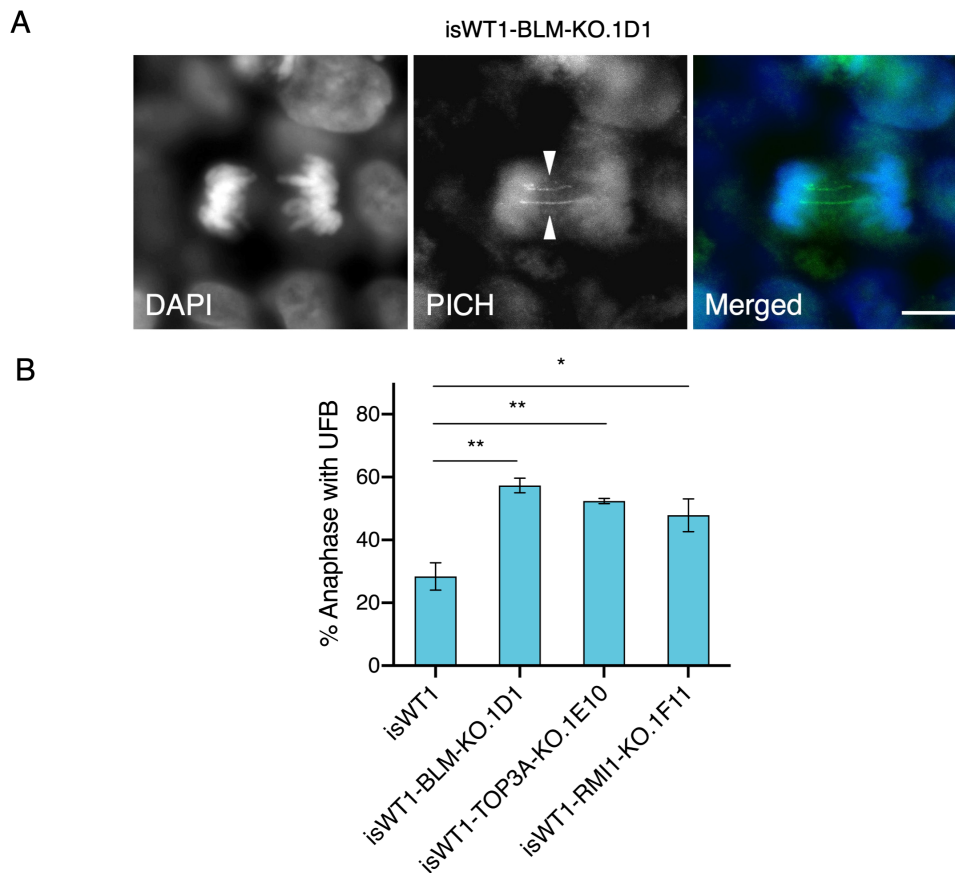 A
isWT1-BLM-KO.1D1
DAPI
PICH
Merged
B
% Anaphase with UFB
80
60
40
20
0
*
**
**
isWT1
isWT1-BLM-KO.1D1
isWT1-TOP3A-KO.1E10
isWT1-RMI1-KO.1F11